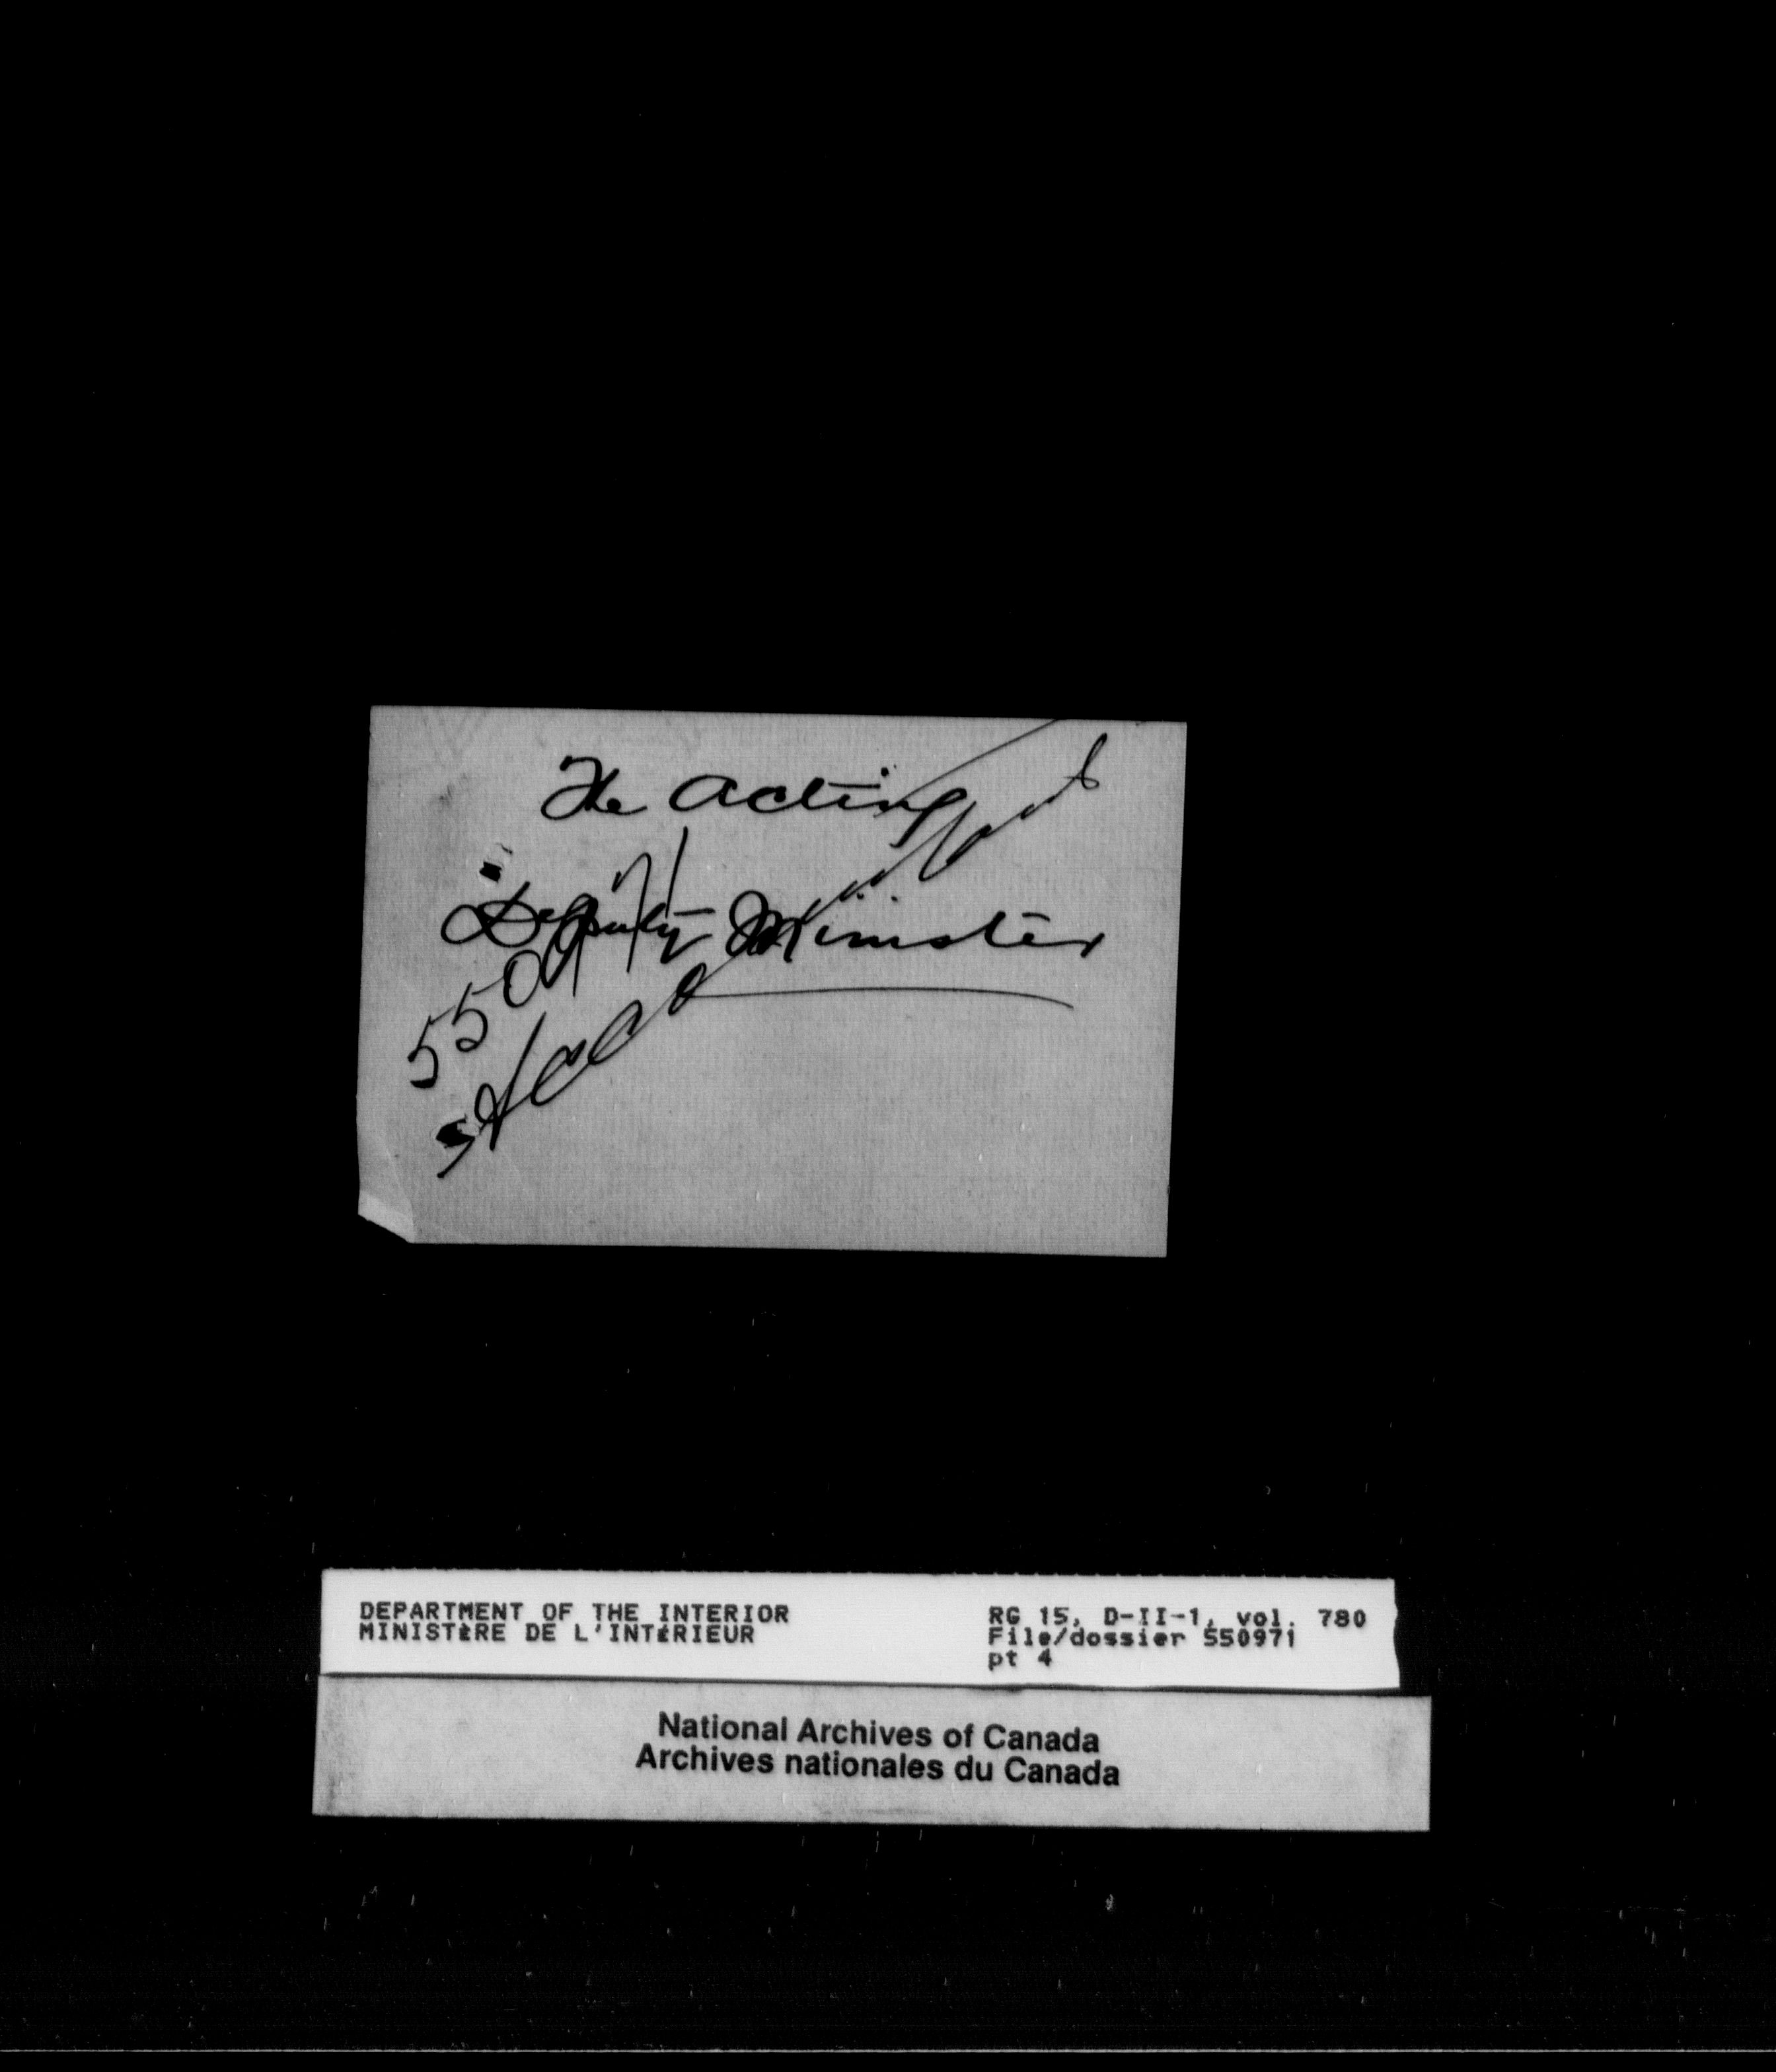 The Acting
Deputy Minister
550971
DEPARTMENT OF THE INTERIOR
MINISTÈRE DE L'INTÉRIEUR
RG 15, D-II-1, vol. 780
File/dossier 550971
pt 4
National Archives of Canada
Archives nationales du Canada